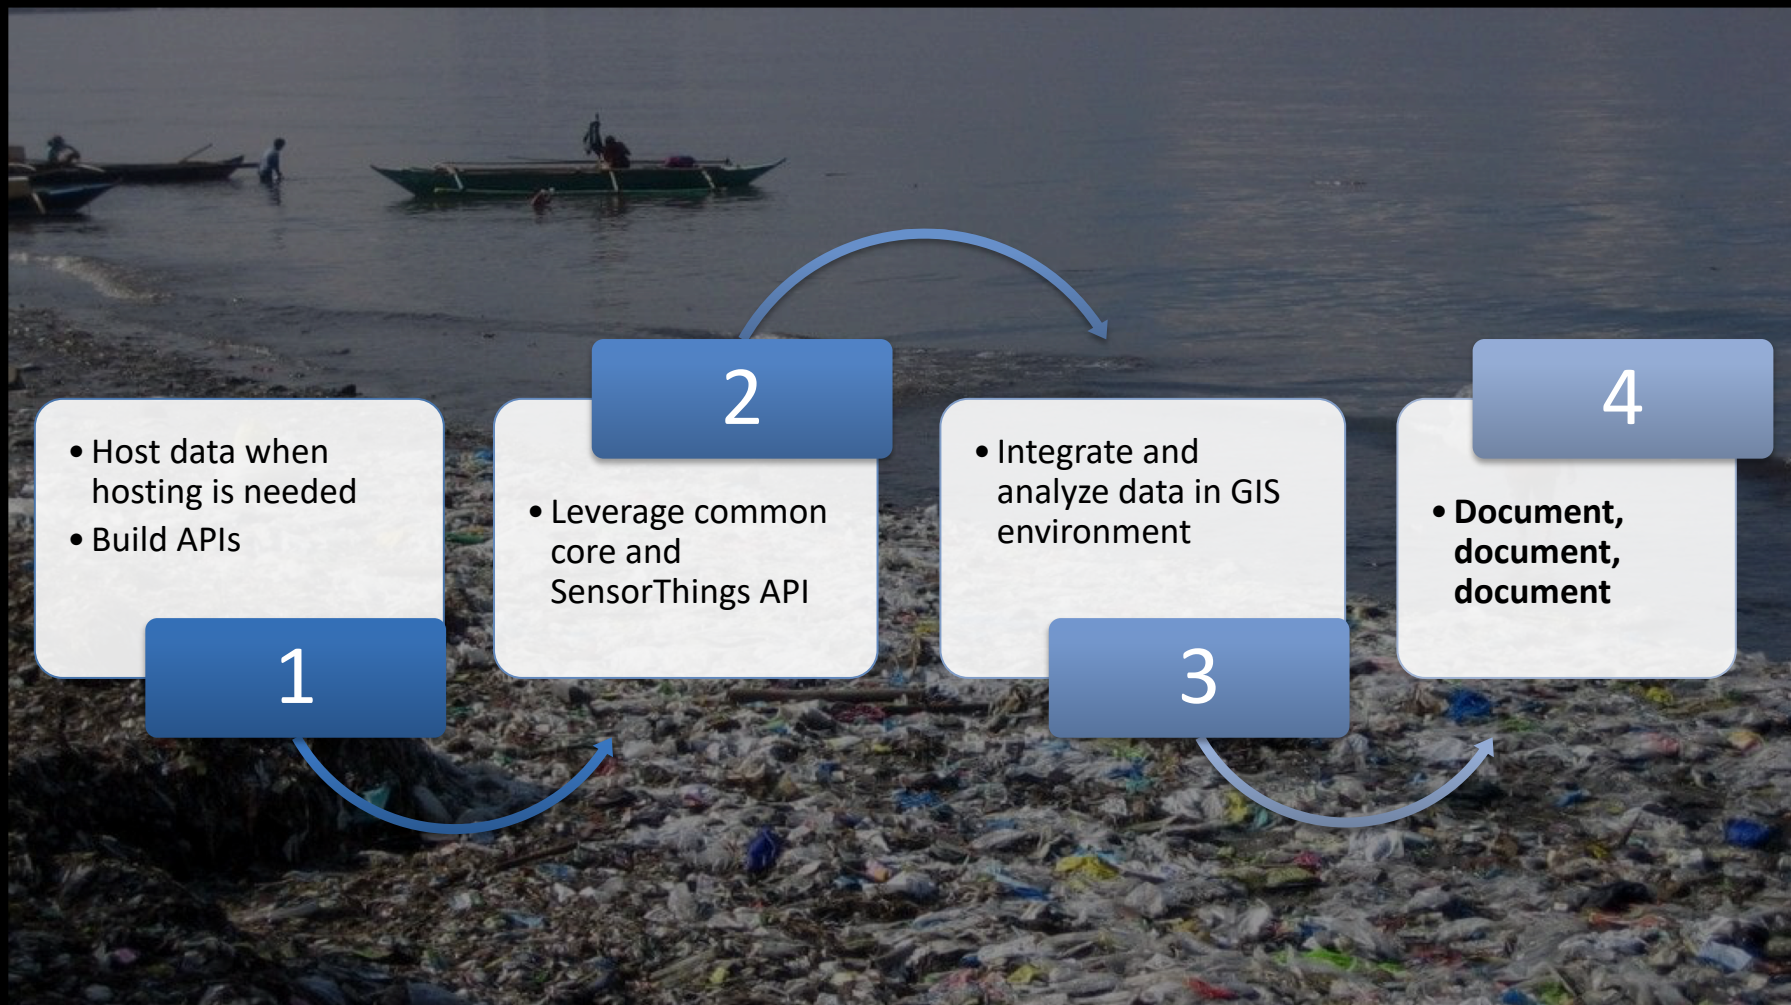 • Host data when
hosting is needed
• Build APIs
1
2
• Leverage common
core and
SensorThings API
• Integrate and
analyze data in GIS
environment
3
4
• Document,
document,
document